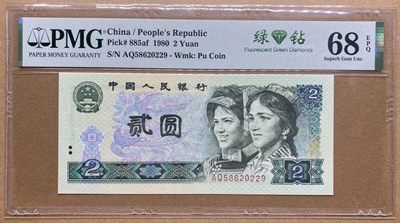 PMG
PAPER MONEY GUARANTY
China / People's Republic
Pick# 885af 1980 2 Yuan
S/N AQ58620229 - Wmk: Pu Coin
绿 钻
Fluorescent Green Diamonds
68 EPQ
Superb Gem Unc
中国人民银行
2
贰圆
2
2
AQ58620229